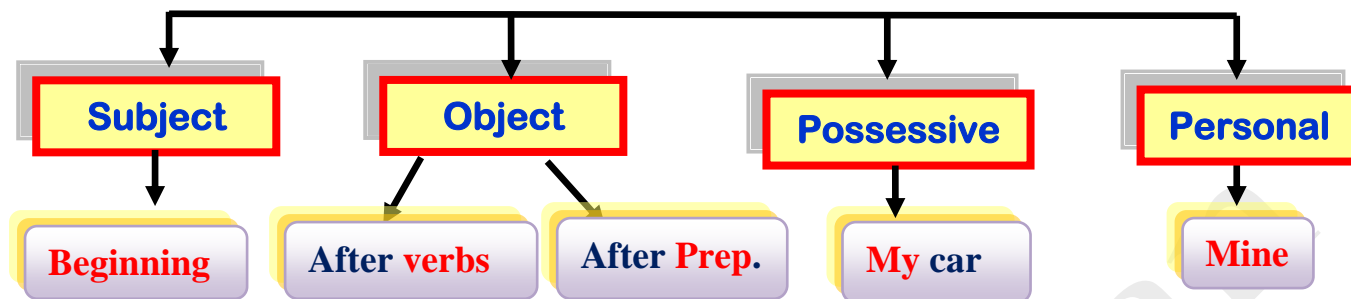 Subject
Object
Possessive
Personal
Beginning
After verbs
After Prep.
My car
Mine